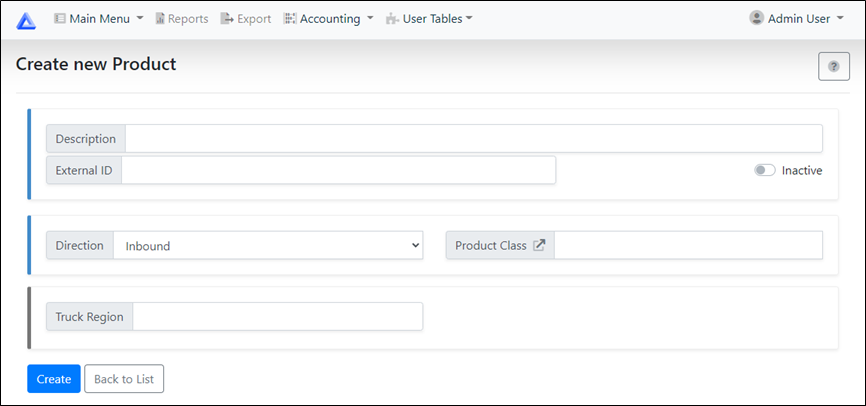 Main Menu Reports Export Accounting User Tables Admin User
Create new Product
?
Description
External ID Inactive
Direction Inbound Product Class
Truck Region
Create Back to List